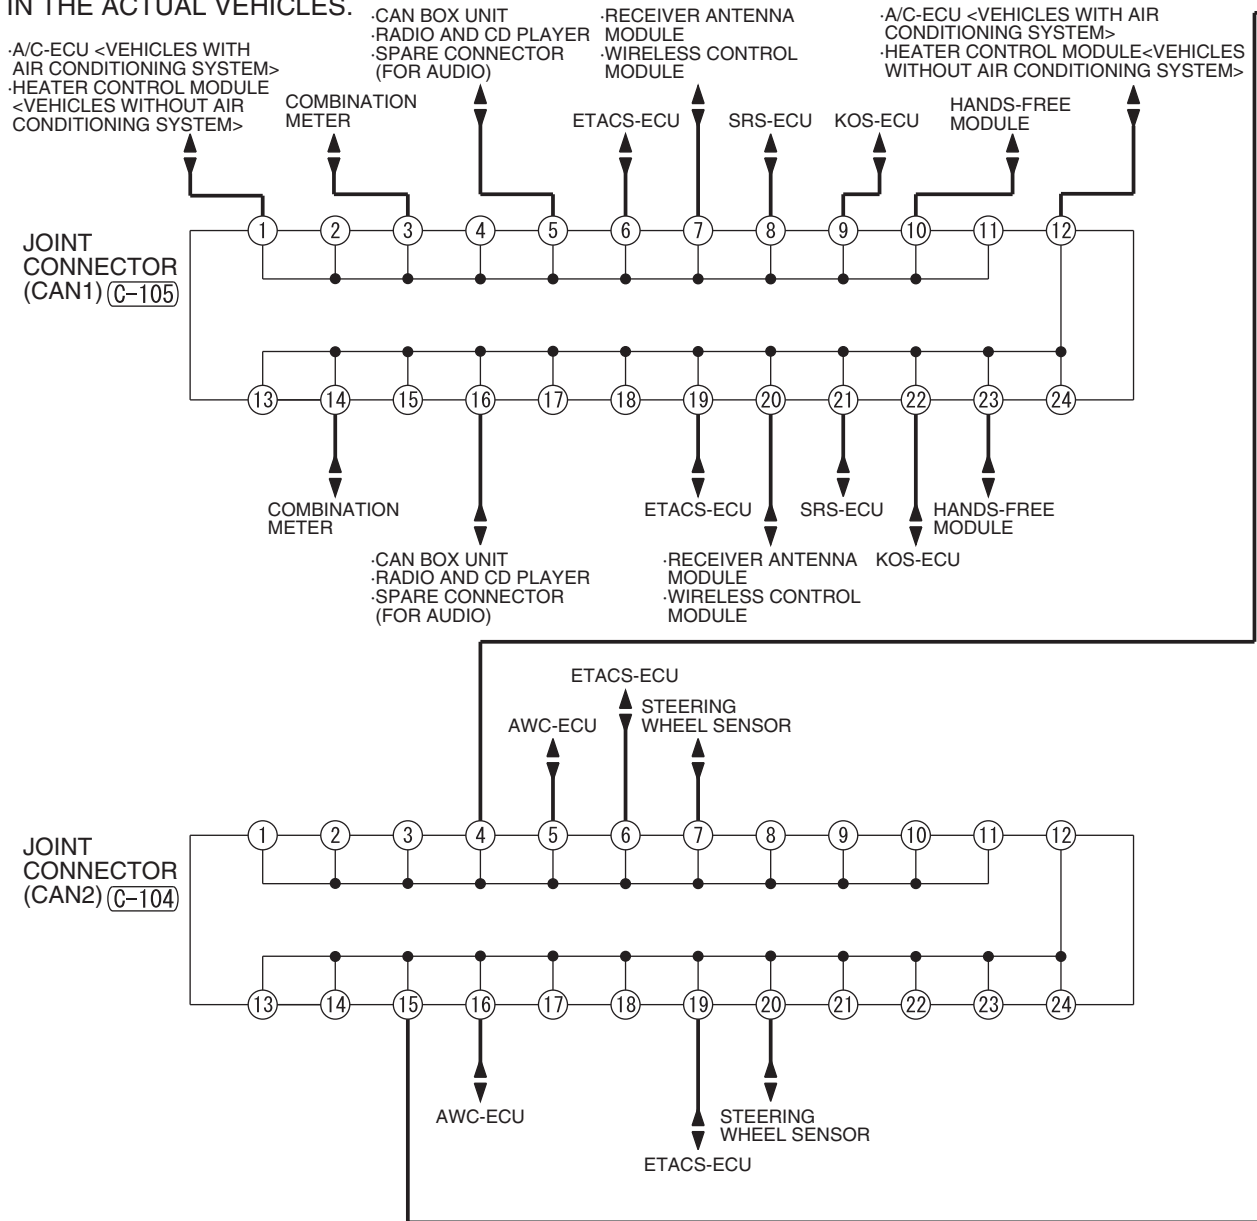 IN THE ACTUAL VEHICLES.
·A/C-ECU <VEHICLES WITH
AIR CONDITIONING SYSTEM>
·HEATER CONTROL MODULE
<VEHICLES WITHOUT AIR
CONDITIONING SYSTEM>
COMBINATION
METER
·CAN BOX UNIT
·RADIO AND CD PLAYER
·SPARE CONNECTOR
(FOR AUDIO)
ETACS-ECU
·RECEIVER ANTENNA
MODULE
·WIRELESS CONTROL
MODULE
SRS-ECU
KOS-ECU
·A/C-ECU <VEHICLES WITH AIR
CONDITIONING SYSTEM>
·HEATER CONTROL MODULE<VEHICLES
WITHOUT AIR CONDITIONING SYSTEM>
HANDS-FREE
MODULE
1 2 3 4 5 6 7 8 9 10 11 12
JOINT
CONNECTOR
(CAN1) C-105
13 14 15 16 17 18 19 20 21 22 23 24
COMBINATION
METER
·CAN BOX UNIT
·RADIO AND CD PLAYER
·SPARE CONNECTOR
(FOR AUDIO)
ETACS-ECU
·RECEIVER ANTENNA
MODULE
·WIRELESS CONTROL
MODULE
SRS-ECU
KOS-ECU
HANDS-FREE
MODULE
ETACS-ECU
AWC-ECU
STEERING
WHEEL SENSOR
1 2 3 4 5 6 7 8 9 10 11 12
JOINT
CONNECTOR
(CAN2) C-104
13 14 15 16 17 18 19 20 21 22 23 24
AWC-ECU
STEERING
WHEEL SENSOR
ETACS-ECU